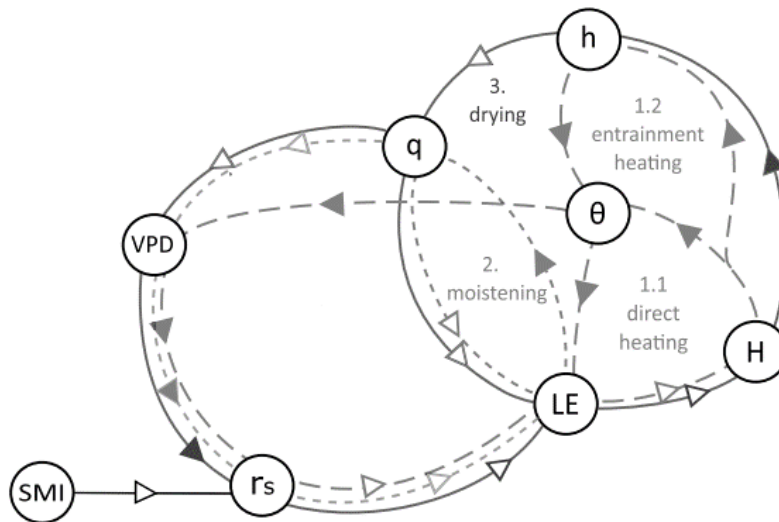 h
3.
drying
1.2
entrainment
heating
q
θ
VPD
2.
moistening
1.1
direct
heating
H
LE
rs
SMI